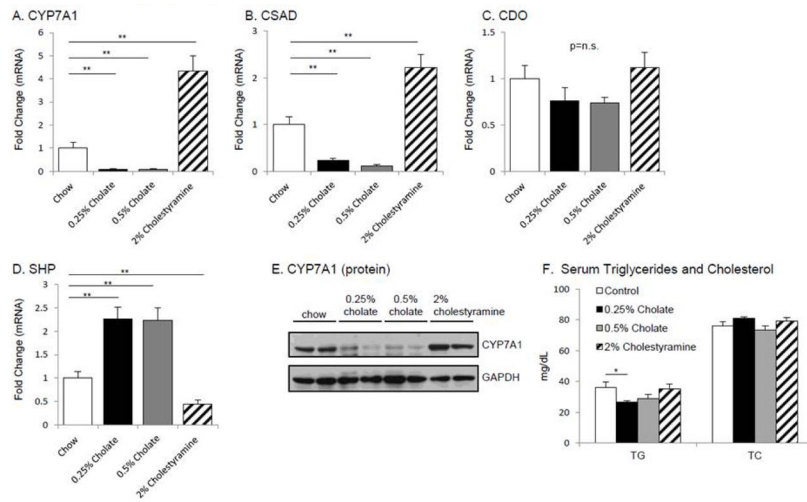 A. CYP7A1
Fold Change (mRNA)
6
5
4
3
2
1
0
**
**
**
Chow
0.25% Cholate
0.5% Cholate
2% Cholestyramine
B. CSAD
Fold Change (mRNA)
3
2
1
0
**
**
**
Chow
0.25% Cholate
0.5% Cholate
2% Cholestyramine
C. CDO
Fold Change (mRNA)
1.5
1
0.5
0
p=n.s.
Chow
0.25% Cholate
0.5% Cholate
2% Cholestyramine
D. SHP
Fold Change (mRNA)
3
2.5
2
1.5
1
0.5
0
**
**
**
Chow
0.25% Cholate
0.5% Cholate
2% Cholestyramine
E. CYP7A1 (protein)
chow
0.25%
cholate
0.5%
cholate
2%
cholestyramine
CYP7A1
GAPDH
F. Serum Triglycerides and Cholesterol
Control
0.25% Cholate
0.5% Cholate
2% Cholestyramine
mg/dL
100
80
60
40
20
0
*
TG
TC